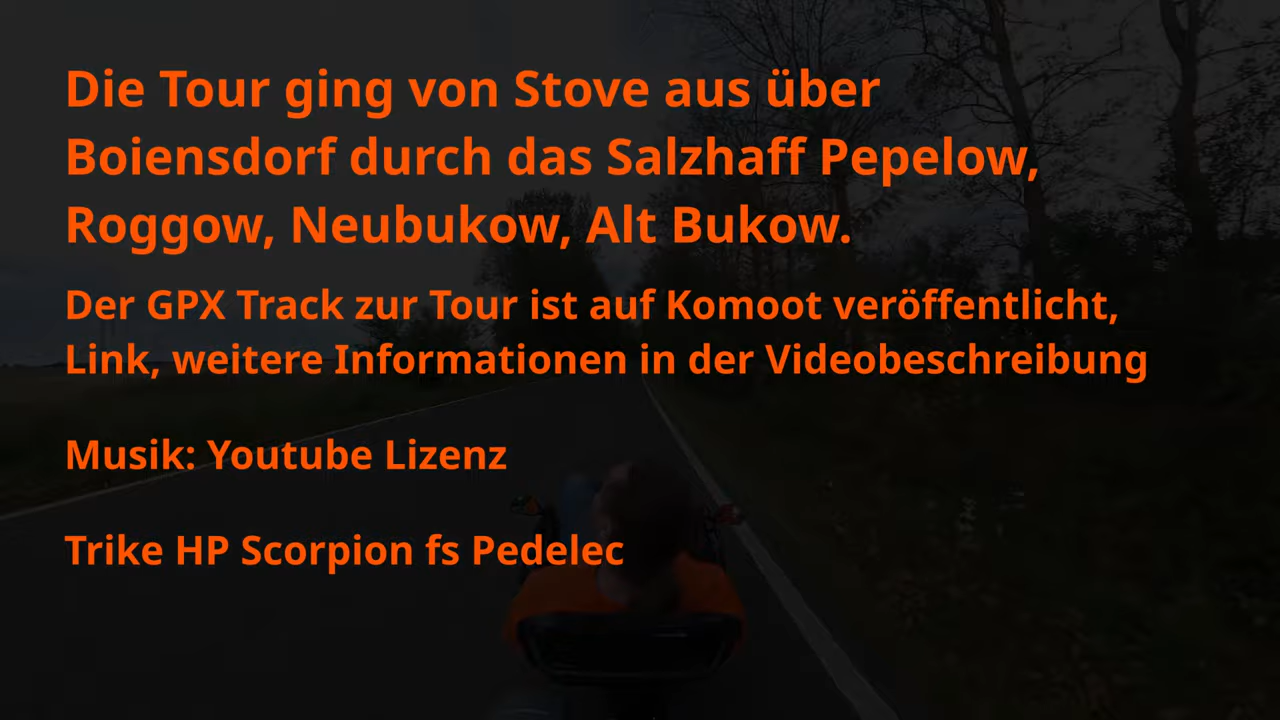 Die Tour ging von Stove aus über
Boiensdorf durch das Salzhaff Pepelow,
Roggow, Neubukow, Alt Bukow.
Der GPX Track zur Tour ist auf Komoot veröffentlicht,
Link, weitere Informationen in der Videobeschreibung
Musik: Youtube Lizenz
Trike HP Scorpion fs Pedelec